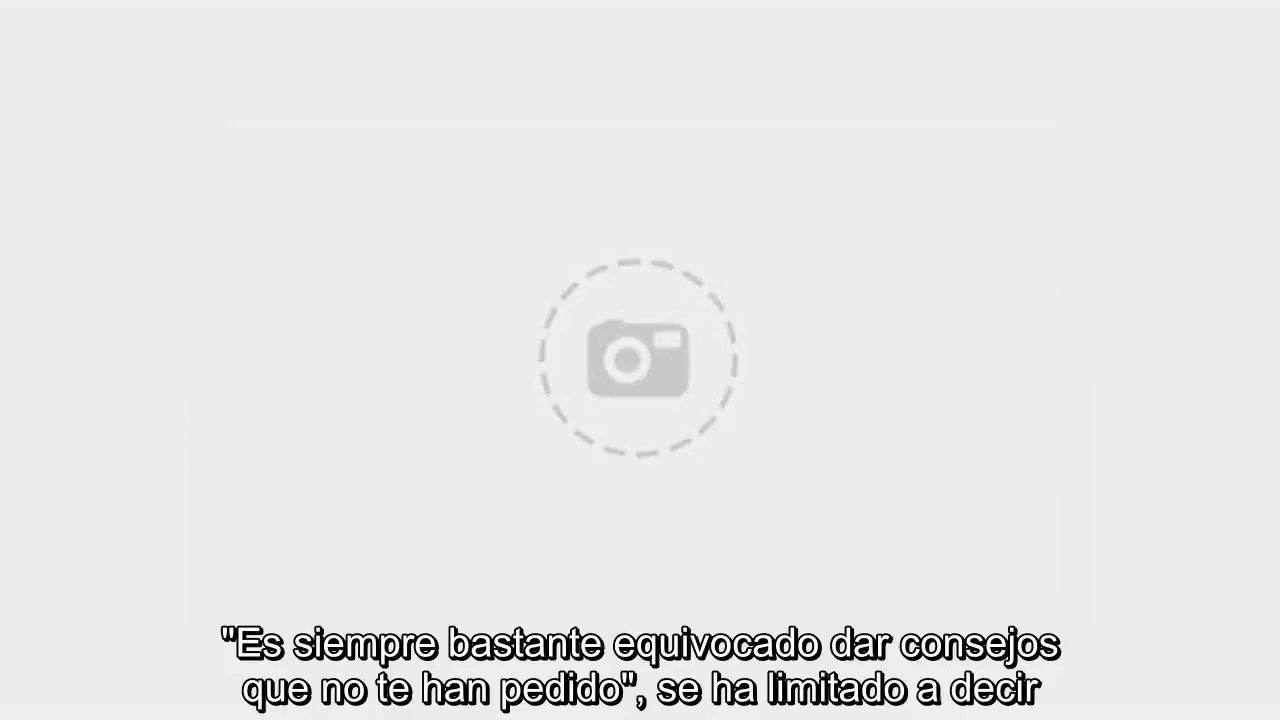 "Es siempre bastante equivocado dar consejos
que no te han pedido", se ha limitado a decir